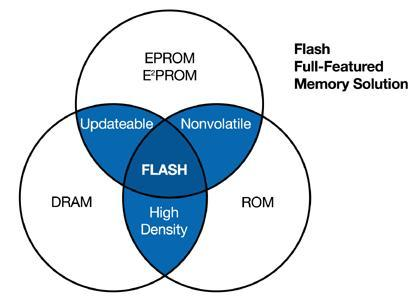 EPROM
E²PROM
Flash
Full-Featured
Memory Solution
Updateable
Nonvolatile
FLASH
DRAM
High
Density
ROM